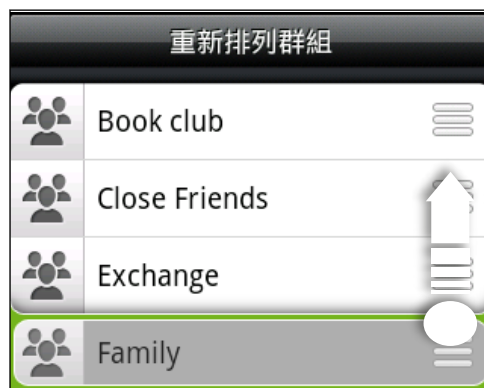 重新排列群組
Book club
Close Friends
Exchange
Family